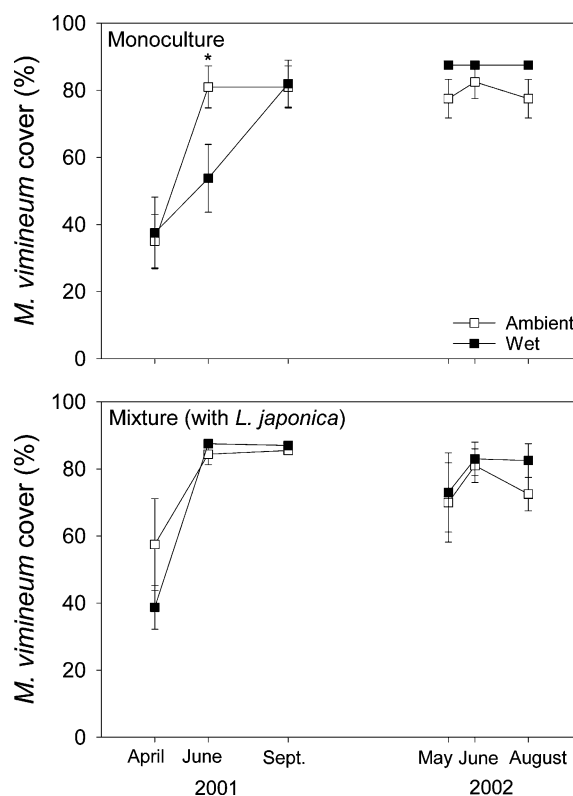 100
Monoculture
*
80
60
40
20
0
M. vimineum cover (%)
Ambient
Wet
100
Mixture (with L. japonica)
80
60
40
20
0
M. vimineum cover (%)
April June Sept. May June August
2001 2002